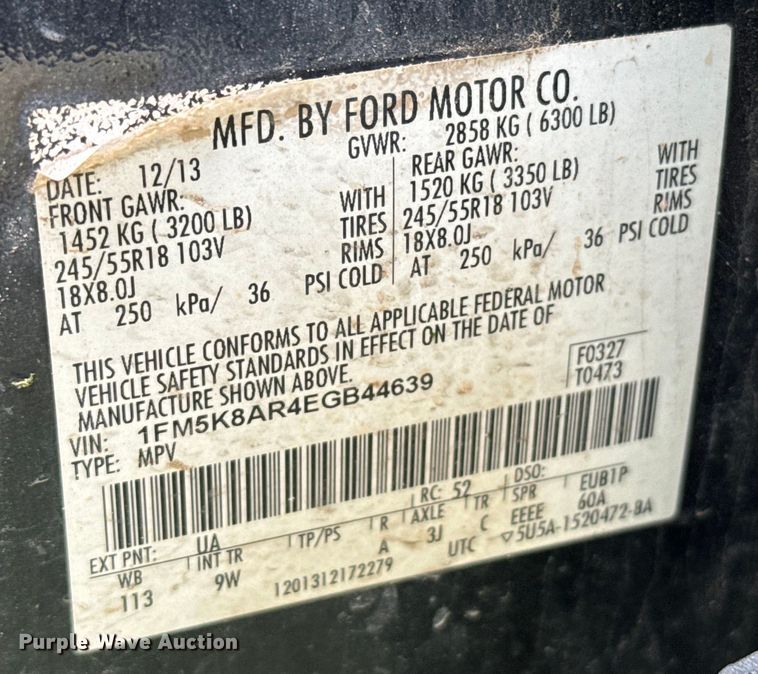 MFD. BY FORD MOTOR CO.
DATE: 12/13 GVWR: 2858 KG ( 6300 LB)
FRONT GAWR: REAR GAWR:
1452 KG ( 3200 LB) WITH 1520 KG ( 3350 LB) WITH
245/55R18 103V TIRES 245/55R18 103V TIRES
18X8.0J RIMS 18X8.0J RIMS
AT 250 kPa/ 36 PSI COLD AT 250 kPa/ 36 PSI COLD
THIS VEHICLE CONFORMS TO ALL APPLICABLE FEDERAL MOTOR
VEHICLE SAFETY STANDARDS IN EFFECT ON THE DATE OF
MANUFACTURE SHOWN ABOVE.
F0327
T0473
VIN: 1FM5K8AR4EGB44639
TYPE: MPV
EXT PNT: UA RC: 52 DSO:
WB INT TR TP/PS R AXLE TR SPR EUB1P
113 9W A 3J C EEEE 60A
1201312172279 UTC ▽5U5A-1520472-BA
Purple Wave Auction